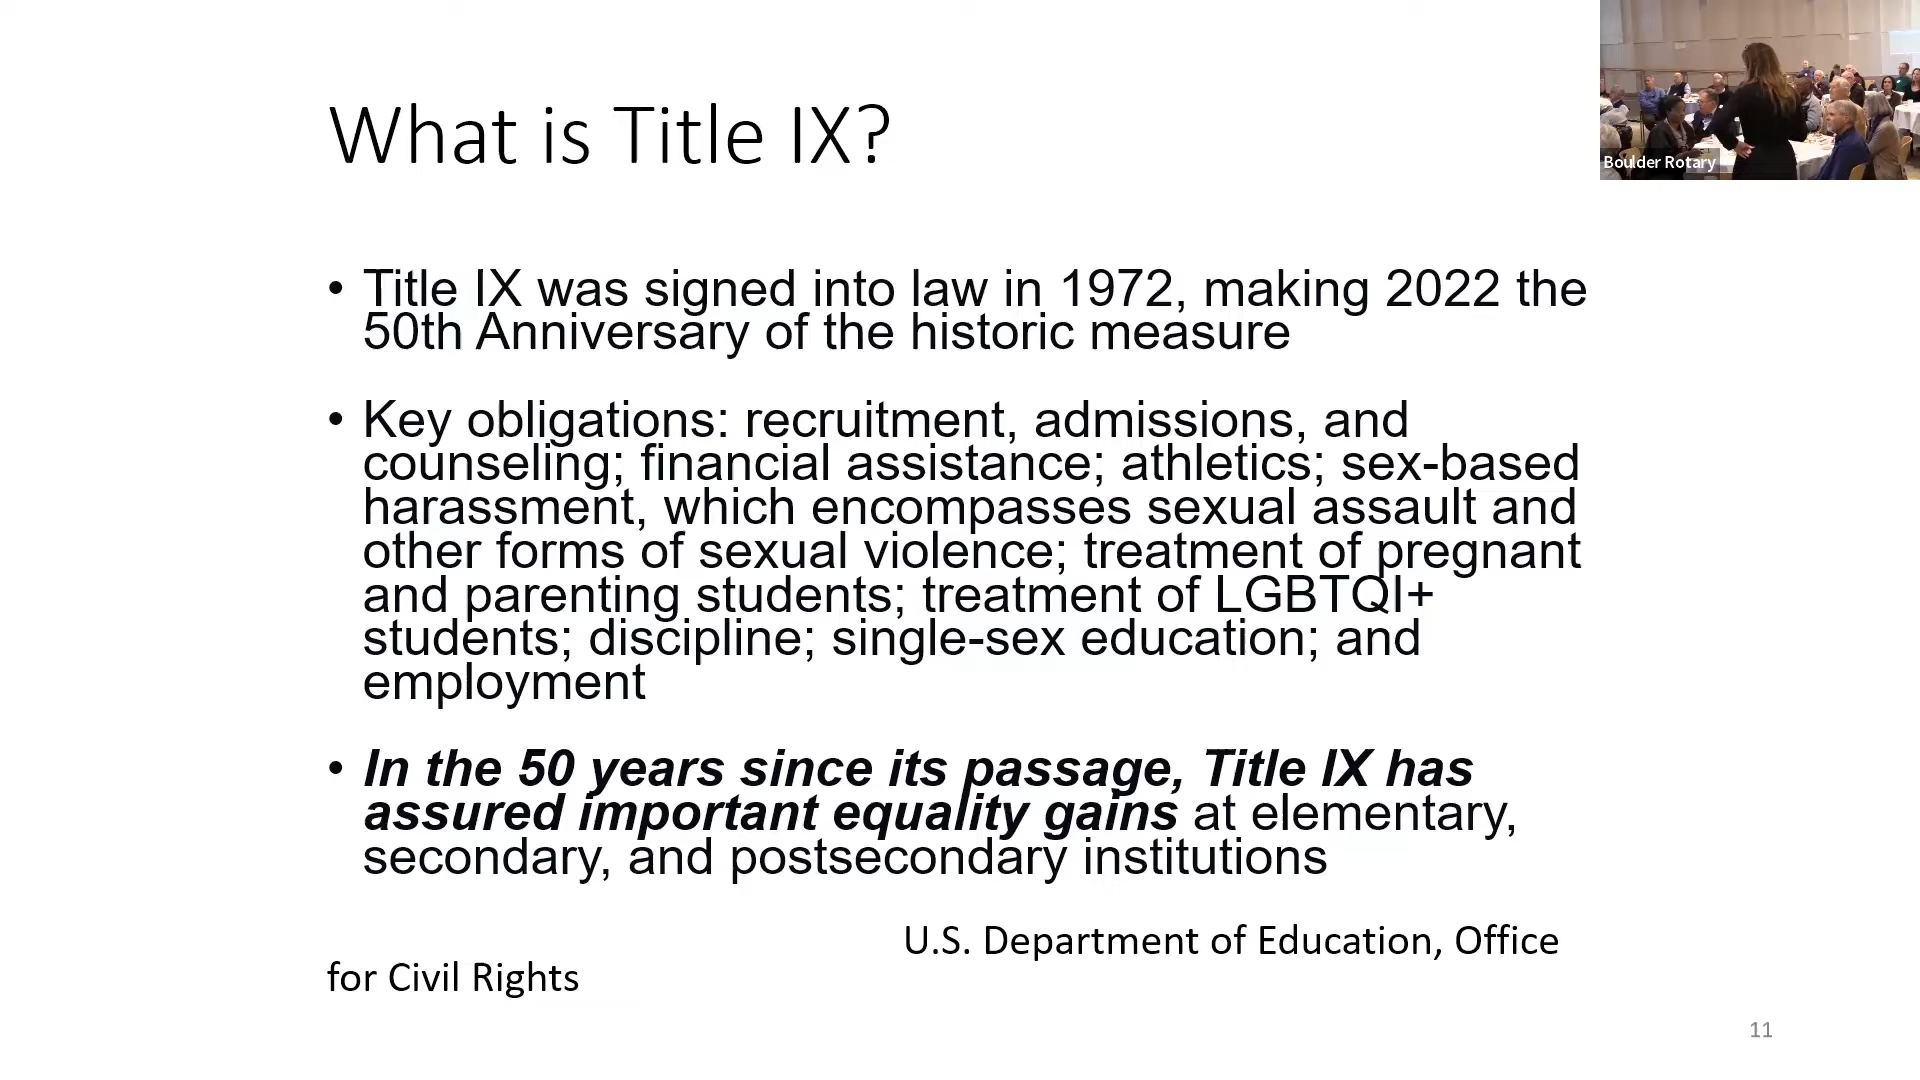 What is Title IX?
Boulder Rotary
• Title IX was signed into law in 1972, making 2022 the
50th Anniversary of the historic measure
• Key obligations: recruitment, admissions, and
counseling; financial assistance; athletics; sex-based
harassment, which encompasses sexual assault and
other forms of sexual violence; treatment of pregnant
and parenting students; treatment of LGBTQI+
students; discipline; single-sex education; and
employment
• In the 50 years since its passage, Title IX has
assured important equality gains at elementary,
secondary, and postsecondary institutions
U.S. Department of Education, Office
for Civil Rights
11